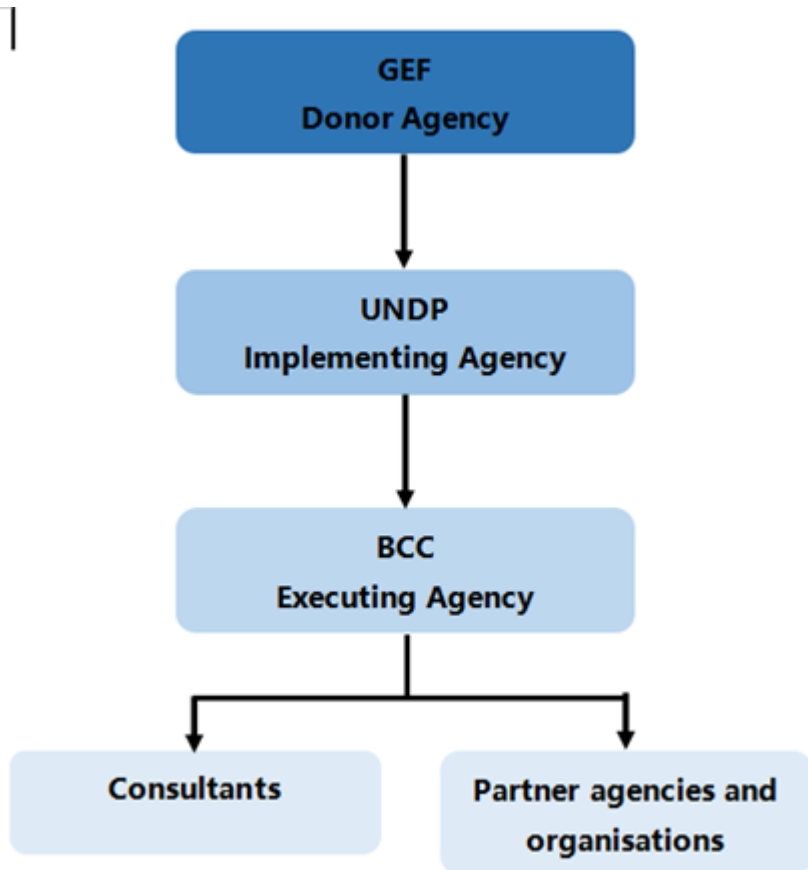 GEF
Donor Agency
UNDP
Implementing Agency
BCC
Executing Agency
Consultants
Partner agencies and
organisations